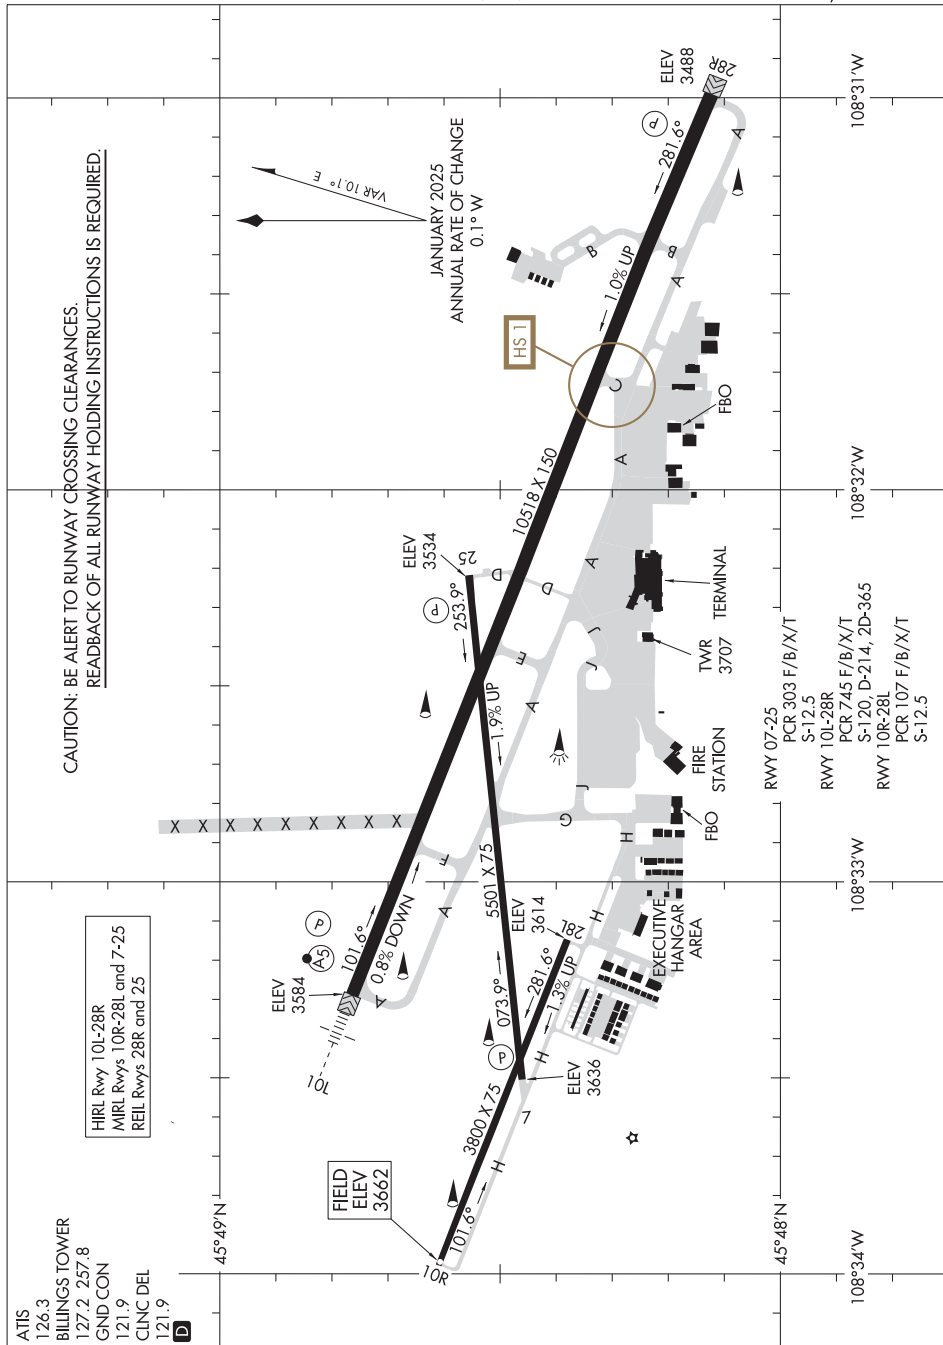 ATIS
126.3
BILLINGS TOWER
127.2 257.8
GND CON
121.9
CLNC DEL
121.9
D
HIRL Rwy 10L-28R
MIRL Rwys 10R-28L and 7-25
REIL Rwys 28R and 25
CAUTION: BE ALERT TO RUNWAY CROSSING CLEARANCES.
READBACK OF ALL RUNWAY HOLDING INSTRUCTIONS IS REQUIRED.
VAR 10.1° E
JANUARY 2025
ANNUAL RATE OF CHANGE
0.1° W
45°49'N
45°48'N
108°34'W
108°33'W
108°32'W
108°31'W
FIELD
ELEV
3662
10R
101.6°
3800 X 75
H
L
H
281.6°
1.3% UP
28L
ELEV
3614
H
H
ELEV
3636
P
7
073.9°
5501 X 75
1.9% UP
253.9°
P
25
ELEV
3534
10L
ELEV
3584
A5
P
101.6°
0.8% DOWN
A
A
F
X X X X X X X X X
10518 X 150
A
E
D
D
A
J
J
J
G
A
C
HS 1
1.0% UP
A
B
B
281.6°
P
A
28R
ELEV
3488
EXECUTIVE
HANGAR
AREA
FBO
FIRE
STATION
TWR
3707
TERMINAL
FBO
RWY 07-25
PCR 303 F/B/X/T
S-12.5
RWY 10L-28R
PCR 745 F/B/X/T
S-120, D-214, 2D-365
RWY 10R-28L
PCR 107 F/B/X/T
S-12.5